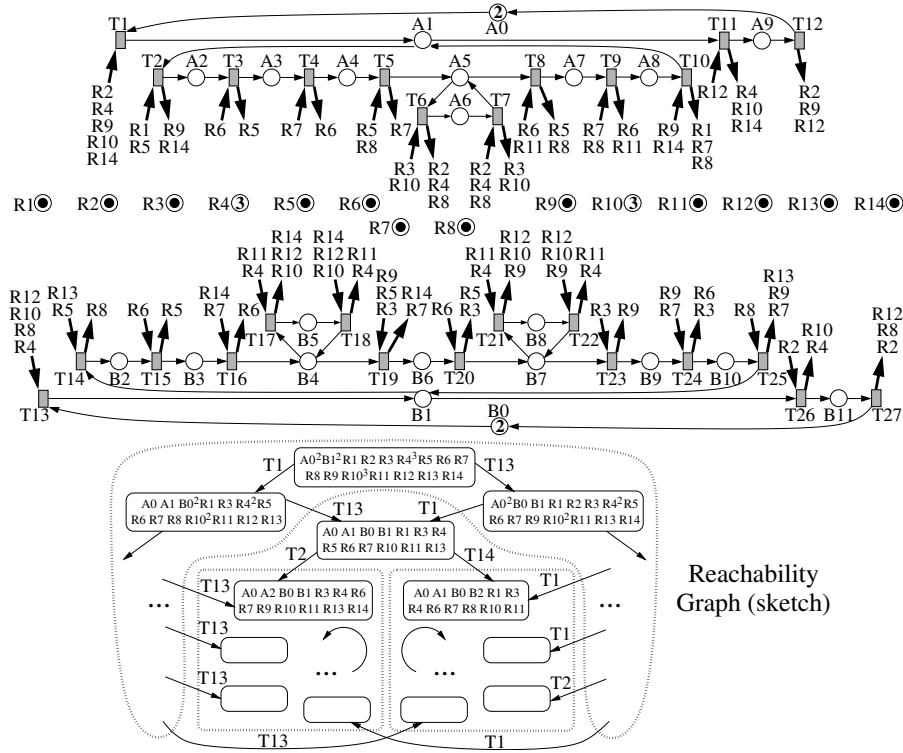 2
A0
T1
A1
T11
A9
T12
T2
A2
T3
A3
T4
A4
T5
A5
T8
A7
T9
A8
T10
T6
A6
T7
R2
R4
R9
R10
R14
R1
R5
R9
R14
R6
R5
R7
R6
R5
R8
R7
R3
R10
R2
R4
R8
R2
R4
R8
R3
R10
R6
R11
R5
R8
R7
R8
R6
R11
R9
R14
R1
R7
R8
R12
R4
R10
R14
R2
R9
R12
R1
R2
R3
R4 3
R5
R6
R9
R10 3
R11
R12
R13
R14
R7
R8
R12
R10
R8
R4
R13
R5
R8
R6
R5
R14
R7
R6
R11
R4
R14
R12
R10
R14
R12
R10
R11
R4
R9
R5
R3
R14
R7
R6
R5
R3
R11
R4
R12
R10
R9
R12
R10
R9
R11
R4
R3
R9
R9
R7
R6
R3
R8
R13
R9
R7
R2
R10
R4
R12
R8
R2
T17
B5
T18
T21
B8
T22
T14
B2
T15
B3
T16
B4
T19
B6
T20
B7
T23
B9
T24
B10
T25
T13
B1
T26
B11
T27
B0
2
T1
A0²B1²R1 R2 R3 R4³R5 R6 R7
R8 R9 R10³R11 R12 R13 R14
T13
A0 A1 B0²R1 R3 R4²R5
R6 R7 R8 R10²R11 R12 R13
T13
T1
A0²B0 B1 R1 R2 R3 R4²R5
R6 R7 R9 R10²R11 R13 R14
A0 A1 B0 B1 R1 R3 R4
R5 R6 R7 R10 R11 R13
T2
T14
T13
A0 A2 B0 B1 R3 R4 R6
R7 R9 R10 R11 R13 R14
A0 A1 B0 B2 R1 R3
R4 R6 R7 R8 R10 R11
T1
Reachability
Graph (sketch)
...
...
T13
T1
...
...
T13
T2
T13
T1